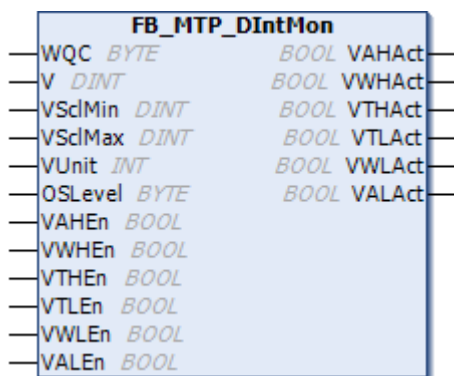 FB_MTP_DIntMon
WQC BYTE BOOL VAHAct
V DINT BOOL VWHAct
VSclMin DINT BOOL VTHAct
VSclMax DINT BOOL VTLAct
VUnit INT BOOL VWLAct
OSLevel BYTE BOOL VALAct
VAHEn BOOL
VWHEn BOOL
VTHEn BOOL
VTLEn BOOL
VWLEn BOOL
VALEn BOOL